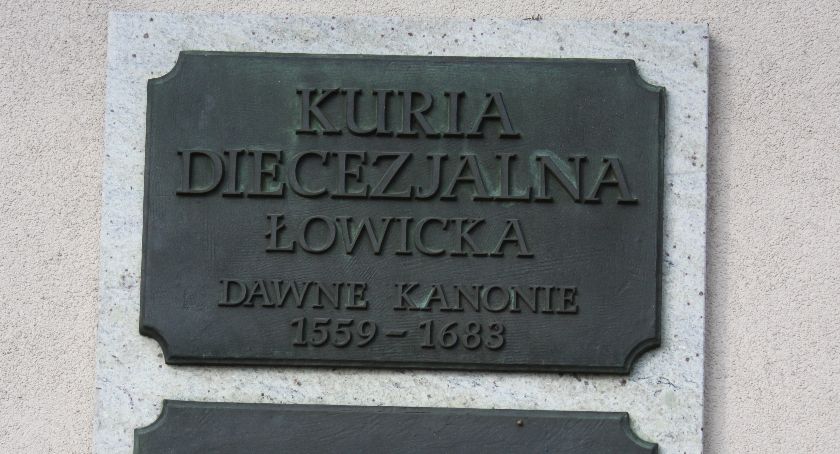 KURIA
DIECEZJALNA
ŁOWICKA
DAWNE KANONIE
1559 – 1683